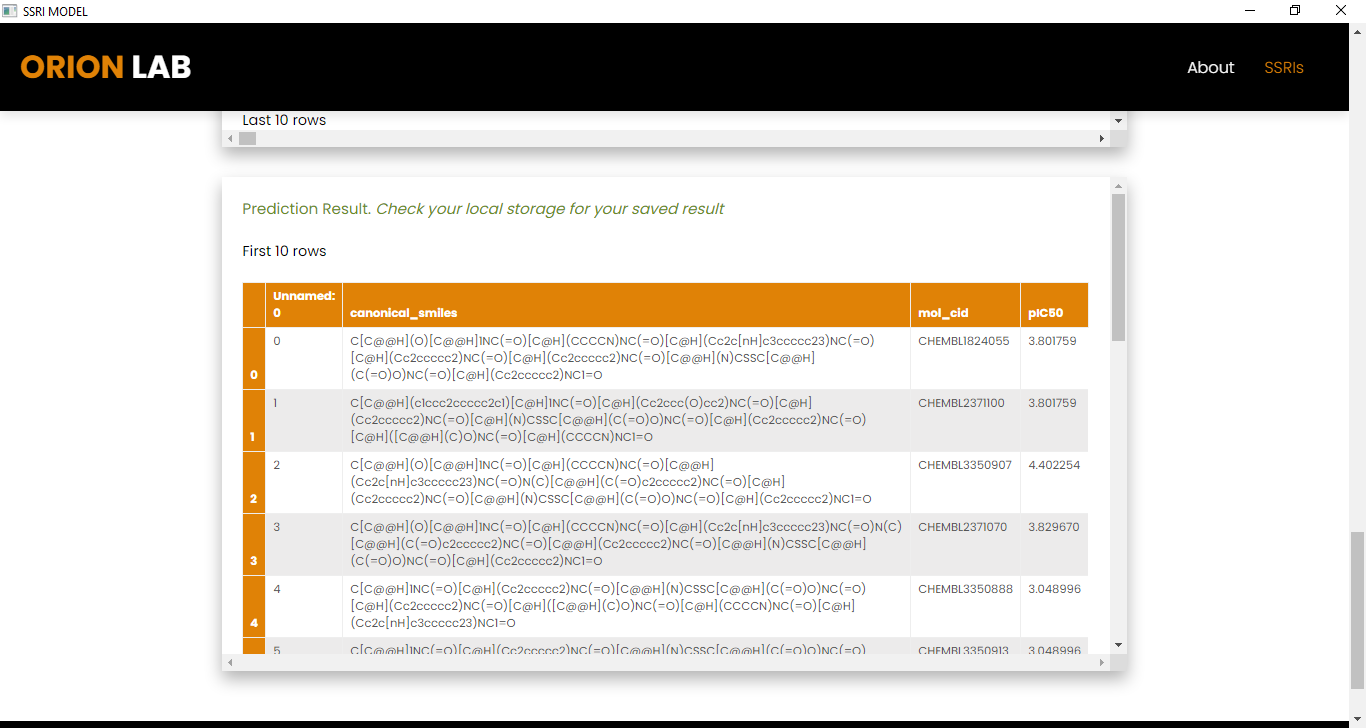 SSRI MODEL
ORION LAB
About
SSRIs
Last 10 rows
Prediction Result. Check your local storage for your saved result
First 10 rows
Unnamed:
0
canonical_smiles
mol_cid
pIC50
0
0
C[C@@H](O)[C@@H]1NC(=O)[C@H](CCCCN)NC(=O)[C@H](Cc2c[nH]c3ccccc23)NC(=O)
[C@H](Cc2ccccc2)NC(=O)[C@H](Cc2ccccc2)NC(=O)[C@@H](N)CSSC[C@@H]
(C(=O)O)NC(=O)[C@H](Cc2ccccc2)NC1=O
CHEMBL1824055
3.801759
1
1
C[C@@H](c1ccc2ccccc2c1)[C@H]1NC(=O)[C@H](Cc2ccc(O)cc2)NC(=O)[C@H]
(Cc2ccccc2)NC(=O)[C@H](N)CSSC[C@@H](C(=O)O)NC(=O)[C@H](Cc2ccccc2)NC(=O)
[C@H]([C@@H](C)O)NC(=O)[C@H](CCCCN)NC1=O
CHEMBL2371100
3.801759
2
2
C[C@@H](O)[C@@H]1NC(=O)[C@H](CCCCN)NC(=O)[C@@H]
(Cc2c[nH]c3ccccc23)NC(=O)N(C)[C@@H](C(=O)c2ccccc2)NC(=O)[C@H]
(Cc2ccccc2)NC(=O)[C@@H](N)CSSC[C@@H](C(=O)O)NC(=O)[C@H](Cc2ccccc2)NC1=O
CHEMBL3350907
4.402254
3
3
C[C@@H](O)[C@@H]1NC(=O)[C@H](CCCCN)NC(=O)[C@H](Cc2c[nH]c3ccccc23)NC(=O)N(C)
[C@@H](C(=O)c2ccccc2)NC(=O)[C@@H](Cc2ccccc2)NC(=O)[C@@H](N)CSSC[C@@H]
(C(=O)O)NC(=O)[C@H](Cc2ccccc2)NC1=O
CHEMBL2371070
3.829670
4
4
C[C@@H]1NC(=O)[C@H](Cc2ccccc2)NC(=O)[C@@H](N)CSSC[C@@H](C(=O)O)NC(=O)
[C@H](Cc2ccccc2)NC(=O)[C@H]([C@@H](C)O)NC(=O)[C@H](CCCCN)NC(=O)[C@H]
(Cc2c[nH]c3ccccc23)NC1=O
CHEMBL3350888
3.048996
5
C[C@@H]1NC(=O)[C@H](Cc2ccccc2)NC(=O)[C@@H](N)CSSC[C@@H](C(=O)O)NC(=O)
CHEMBL3350913
3.048996